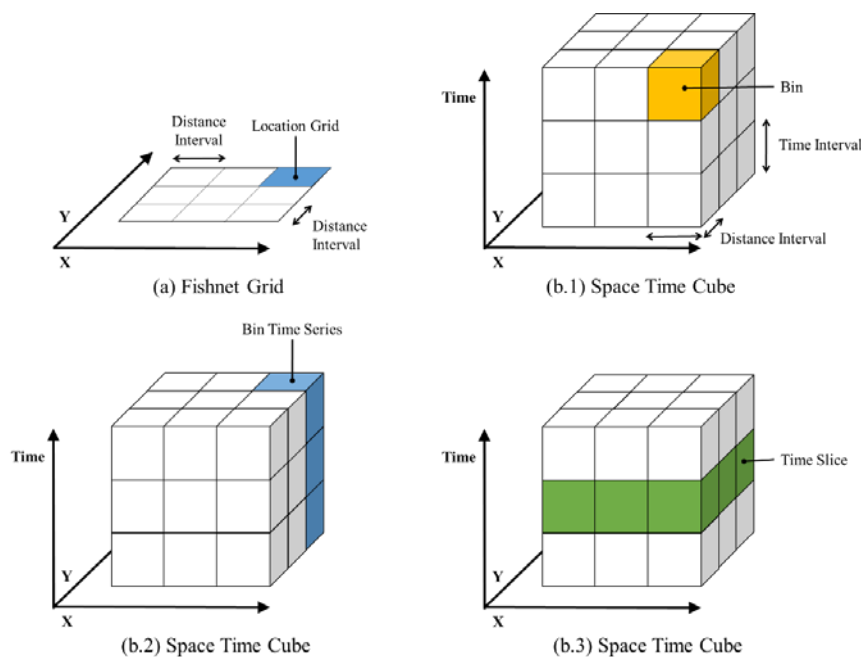 Distance
Interval
Location Grid
Y
Distance
Interval
X
(a) Fishnet Grid
Time
Bin
Time Interval
Y
Distance Interval
X
(b.1) Space Time Cube
Bin Time Series
Time
Y
X
(b.2) Space Time Cube
Time
Time Slice
Y
X
(b.3) Space Time Cube